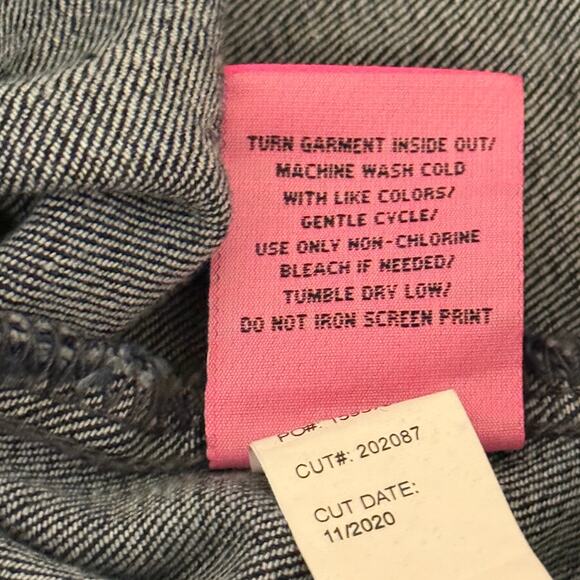 TURN GARMENT INSIDE OUT/
MACHINE WASH COLD
WITH LIKE COLORS/
GENTLE CYCLE/
USE ONLY NON-CHLORINE
BLEACH IF NEEDED/
TUMBLE DRY LOW/
DO NOT IRON SCREEN PRINT
PO#:
CUT#: 202087
CUT DATE:
11/2020